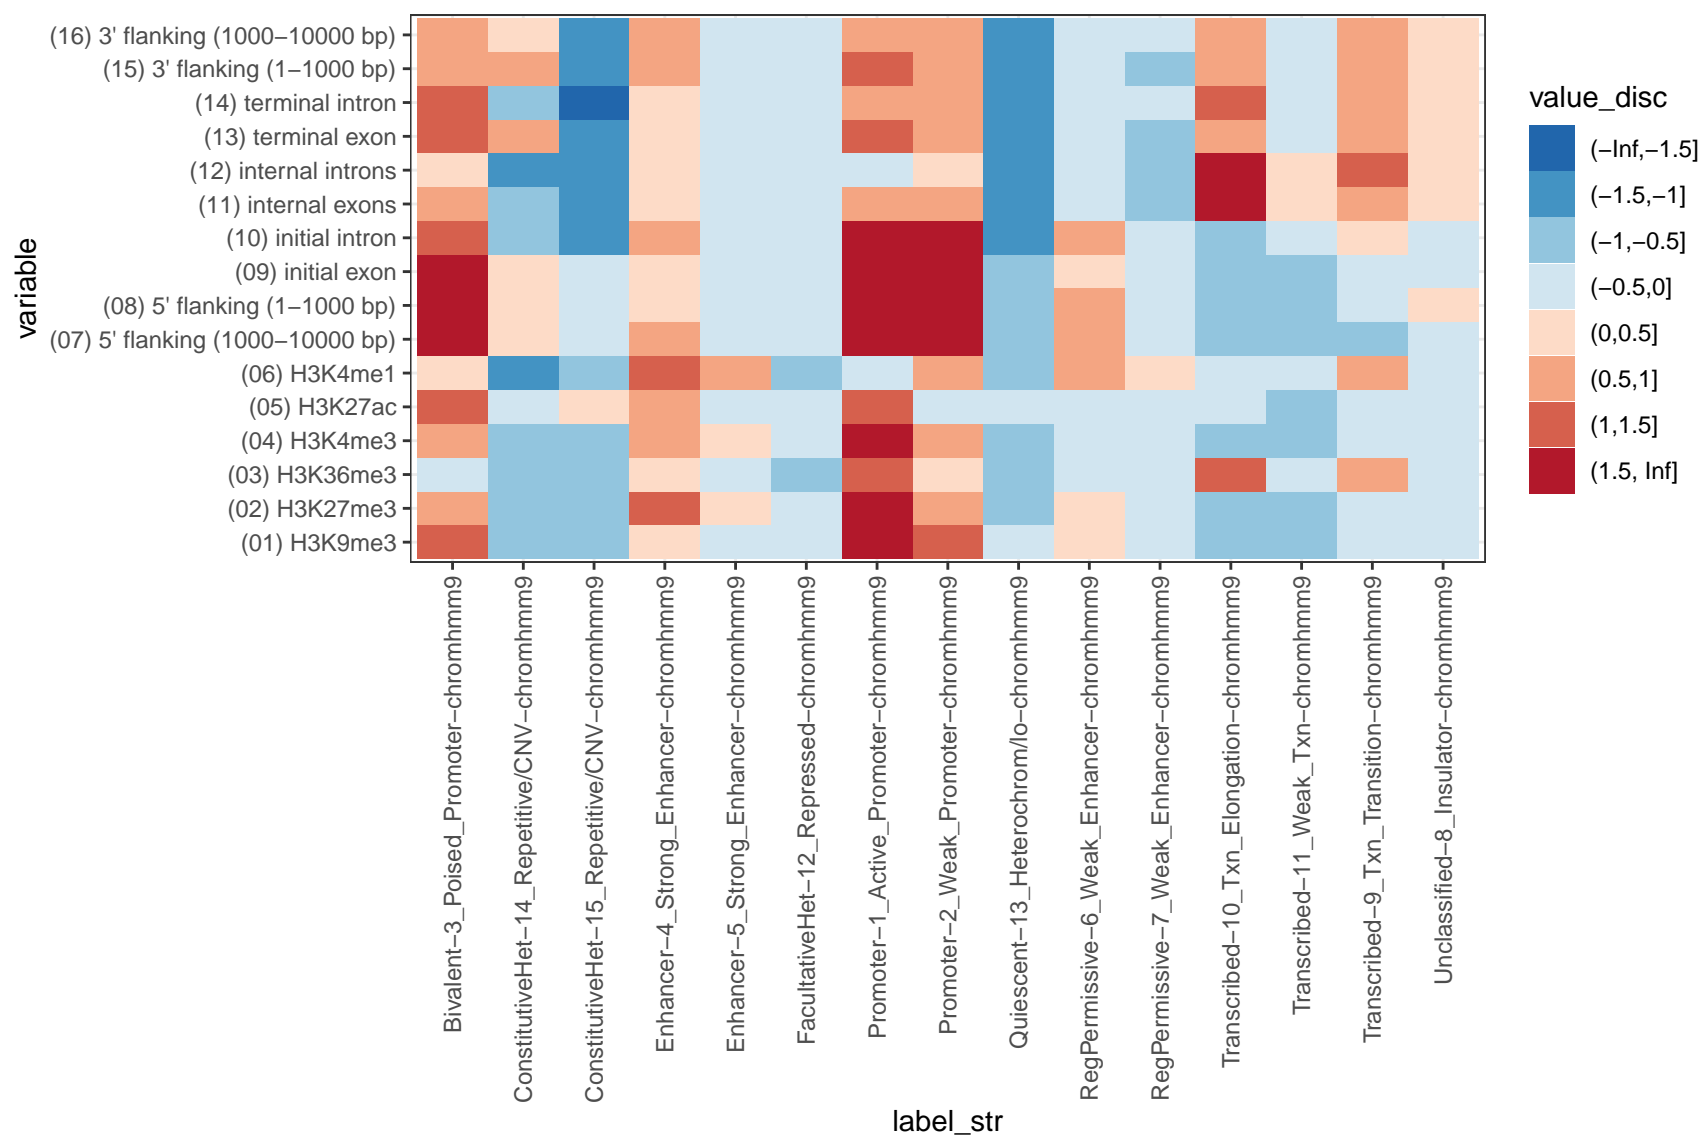 variable
(16) 3' flanking (1000−10000 bp)
(15) 3' flanking (1−1000 bp)
(14) terminal intron
(13) terminal exon
(12) internal introns
(11) internal exons
(10) initial intron
(09) initial exon
(08) 5' flanking (1−1000 bp)
(07) 5' flanking (1000−10000 bp)
(06) H3K4me1
(05) H3K27ac
(04) H3K4me3
(03) H3K36me3
(02) H3K27me3
(01) H3K9me3
Bivalent−3_Poised_Promoter−chromhmm9
ConstitutiveHet−14_Repetitive/CNV−chromhmm9
ConstitutiveHet−15_Repetitive/CNV−chromhmm9
Enhancer−4_Strong_Enhancer−chromhmm9
Enhancer−5_Strong_Enhancer−chromhmm9
FacultativeHet−12_Repressed−chromhmm9
Promoter−1_Active_Promoter−chromhmm9
Promoter−2_Weak_Promoter−chromhmm9
Quiescent−13_Heterochrom/lo−chromhmm9
RegPermissive−6_Weak_Enhancer−chromhmm9
RegPermissive−7_Weak_Enhancer−chromhmm9
Transcribed−10_Txn_Elongation−chromhmm9
Transcribed−11_Weak_Txn−chromhmm9
Transcribed−9_Txn_Transition−chromhmm9
Unclassified−8_Insulator−chromhmm9
label_str
value_disc
(−Inf,−1.5]
(−1.5,−1]
(−1,−0.5]
(−0.5,0]
(0,0.5]
(0.5,1]
(1,1.5]
(1.5, Inf]